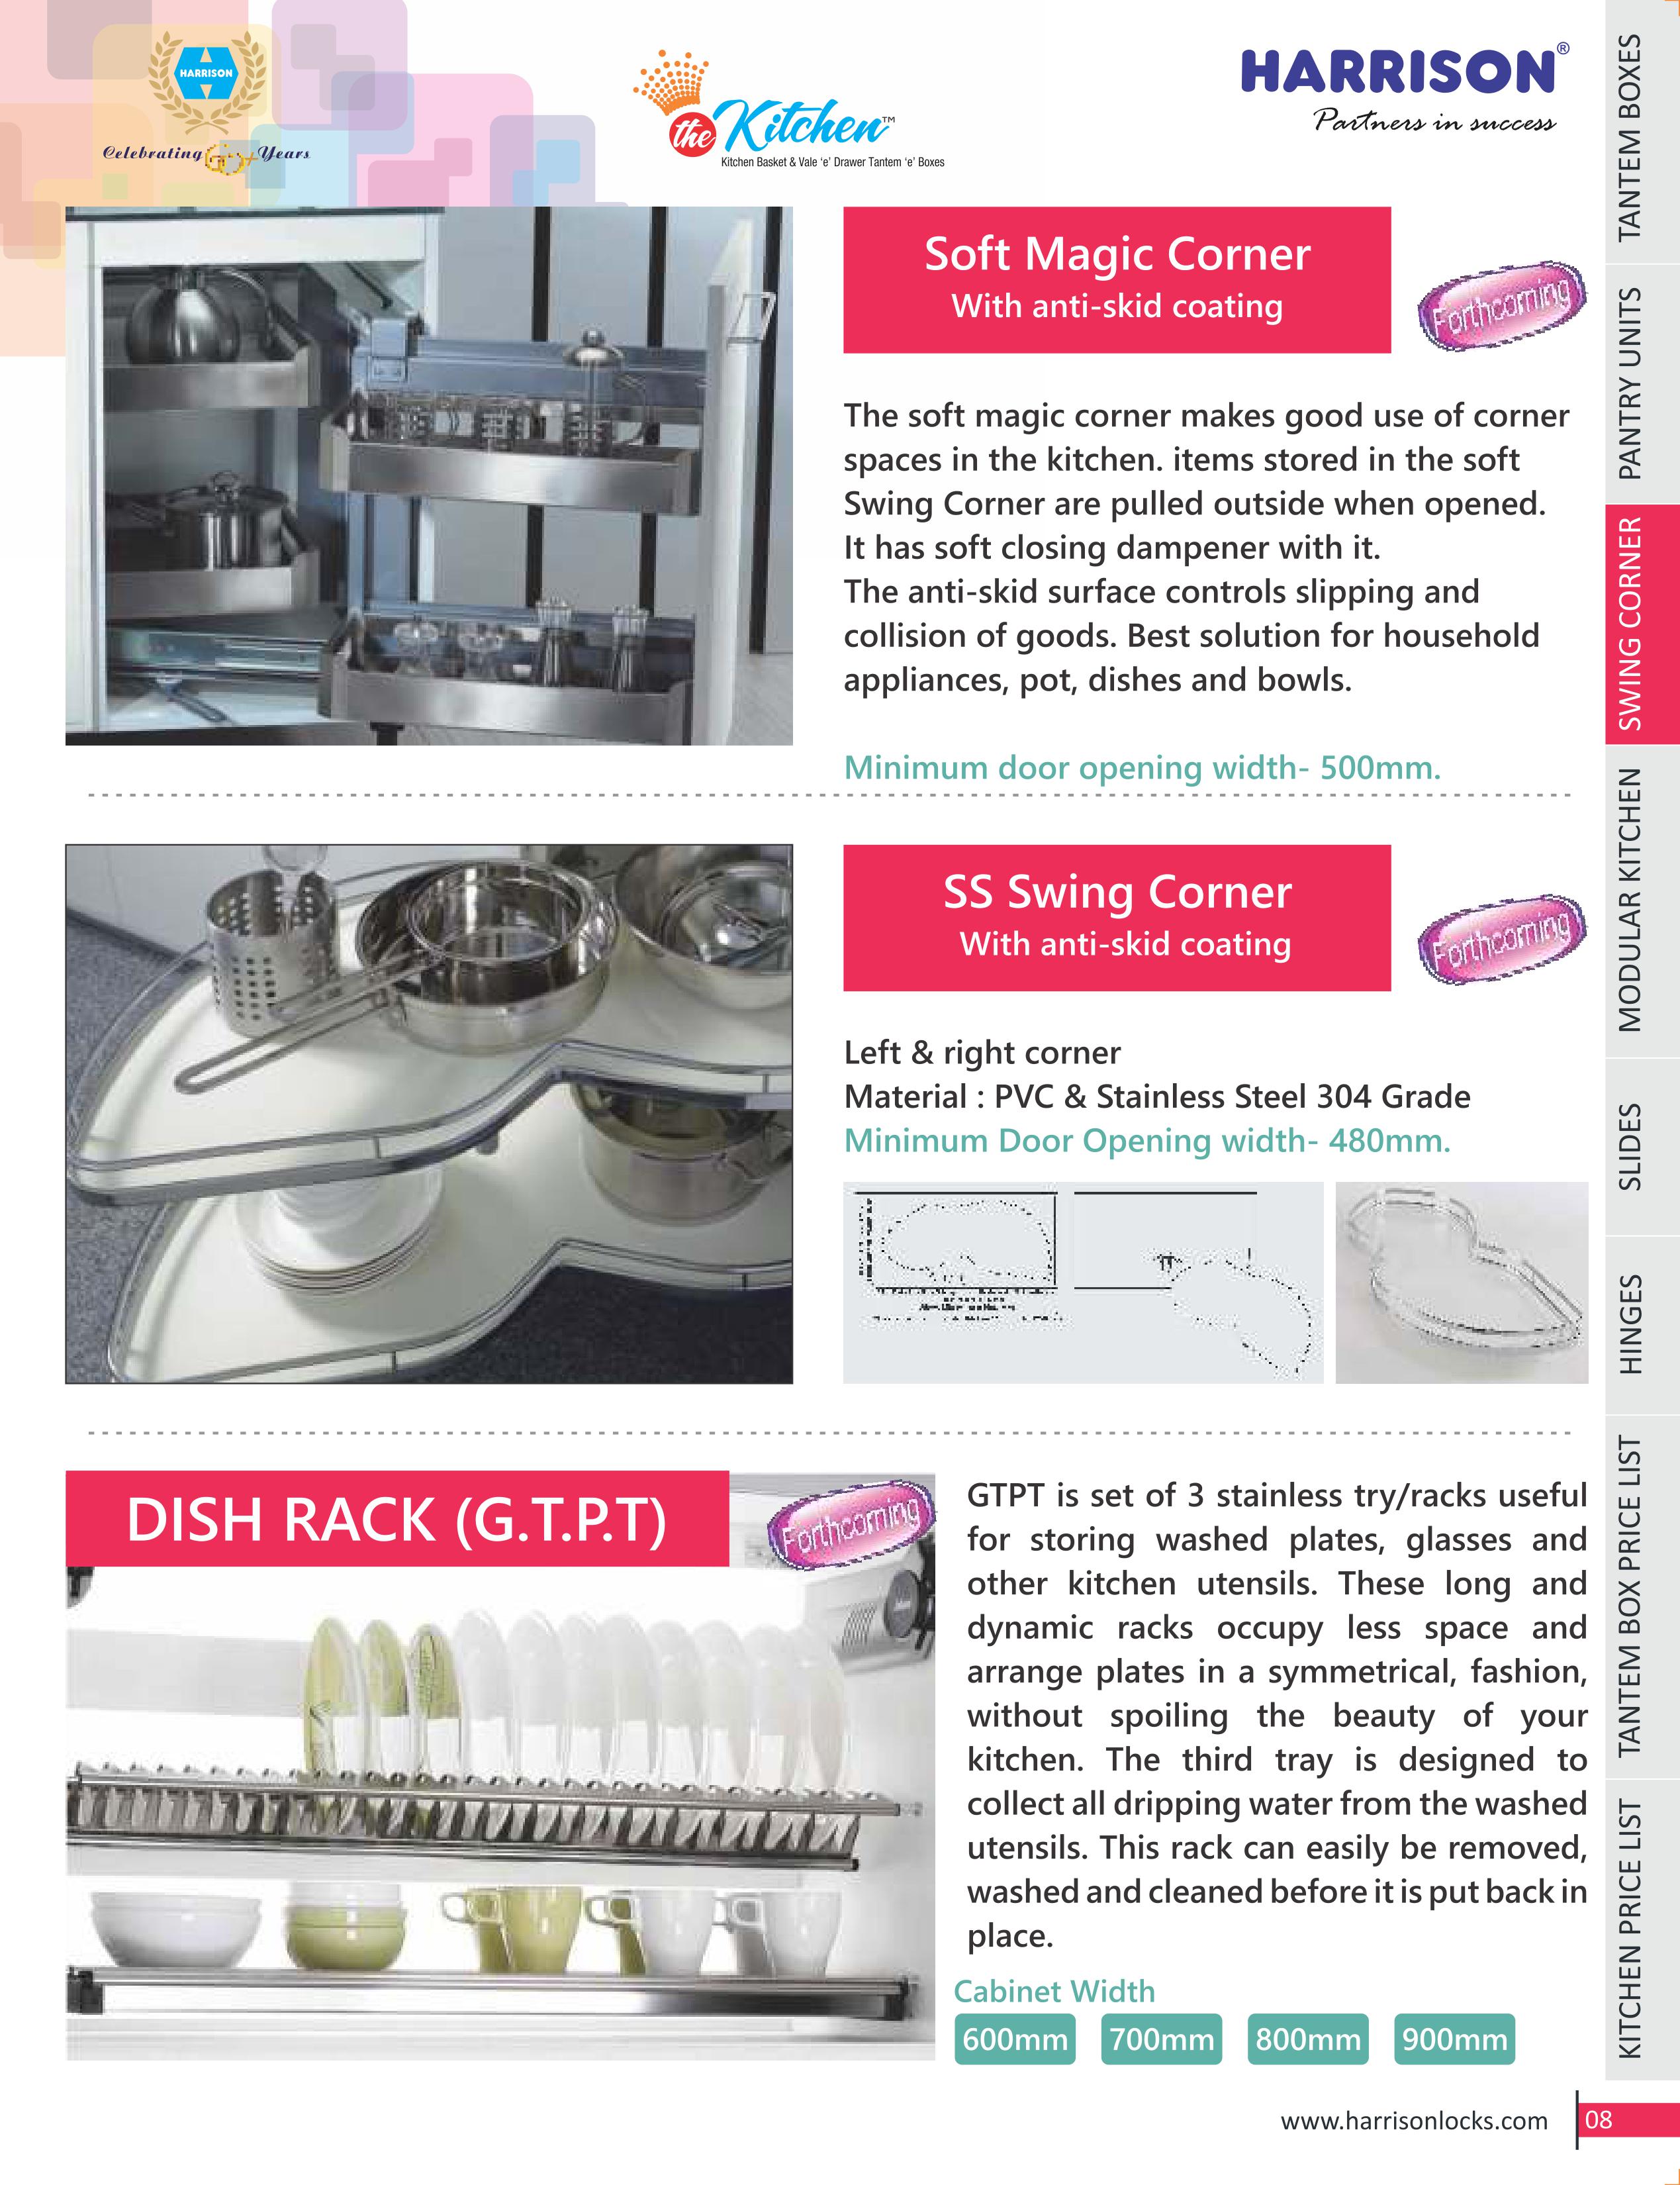 HARRISON
Celebrating 60+ Years
the Kitchen™
Kitchen Basket & Vale 'e' Drawer Tantem 'e' Boxes
HARRISON®
Partners in success
Soft Magic Corner
With anti-skid coating
Forthcoming
The soft magic corner makes good use of corner
spaces in the kitchen. items stored in the soft
Swing Corner are pulled outside when opened.
It has soft closing dampener with it.
The anti-skid surface controls slipping and
collision of goods. Best solution for household
appliances, pot, dishes and bowls.
Minimum door opening width- 500mm.
SS Swing Corner
With anti-skid coating
Forthcoming
Left & right corner
Material : PVC & Stainless Steel 304 Grade
Minimum Door Opening width- 480mm.
DISH RACK (G.T.P.T)
Forthcoming
GTPT is set of 3 stainless try/racks useful
for storing washed plates, glasses and
other kitchen utensils. These long and
dynamic racks occupy less space and
arrange plates in a symmetrical, fashion,
without spoiling the beauty of your
kitchen. The third tray is designed to
collect all dripping water from the washed
utensils. This rack can easily be removed,
washed and cleaned before it is put back in
place.
Cabinet Width
600mm
700mm
800mm
900mm
TANTEM BOXES
PANTRY UNITS
SWING CORNER
MODULAR KITCHEN
SLIDES
HINGES
TANTEM BOX PRICE LIST
KITCHEN PRICE LIST
www.harrisonlocks.com
08